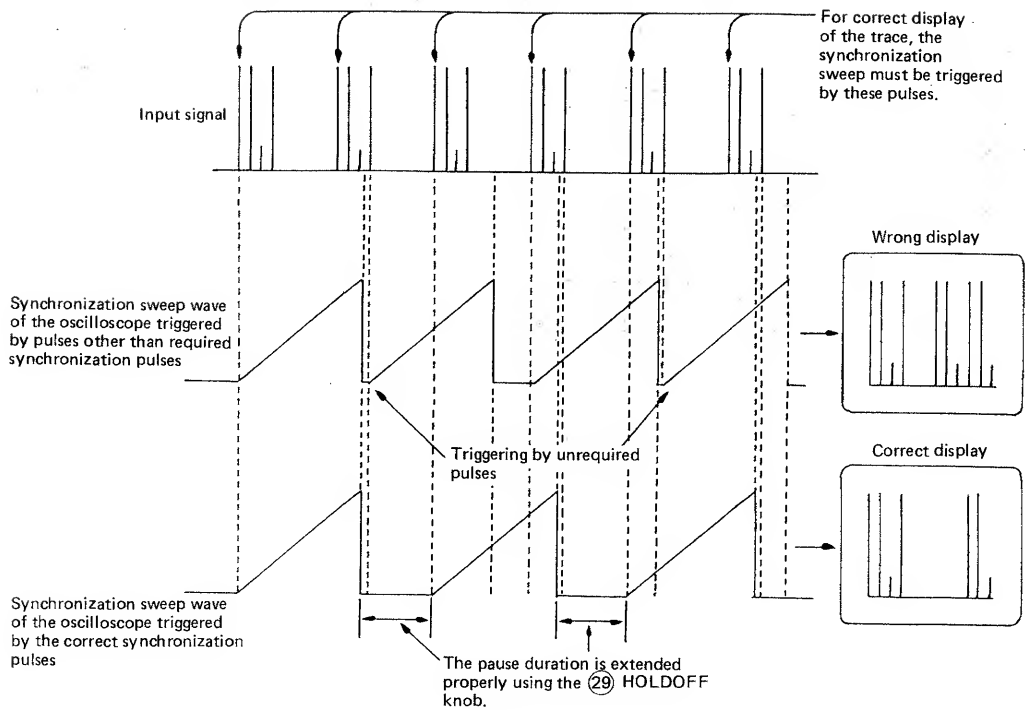 For correct display
of the trace, the
synchronization
sweep must be triggered
by these pulses.
Input signal
Wrong display
Synchronization sweep wave
of the oscilloscope triggered
by pulses other than required
synchronization pulses
Triggering by unrequired
pulses
Correct display
Synchronization sweep wave
of the oscilloscope triggered
by the correct synchronization
pulses
The pause duration is extended
properly using the 29 HOLDOFF
knob.